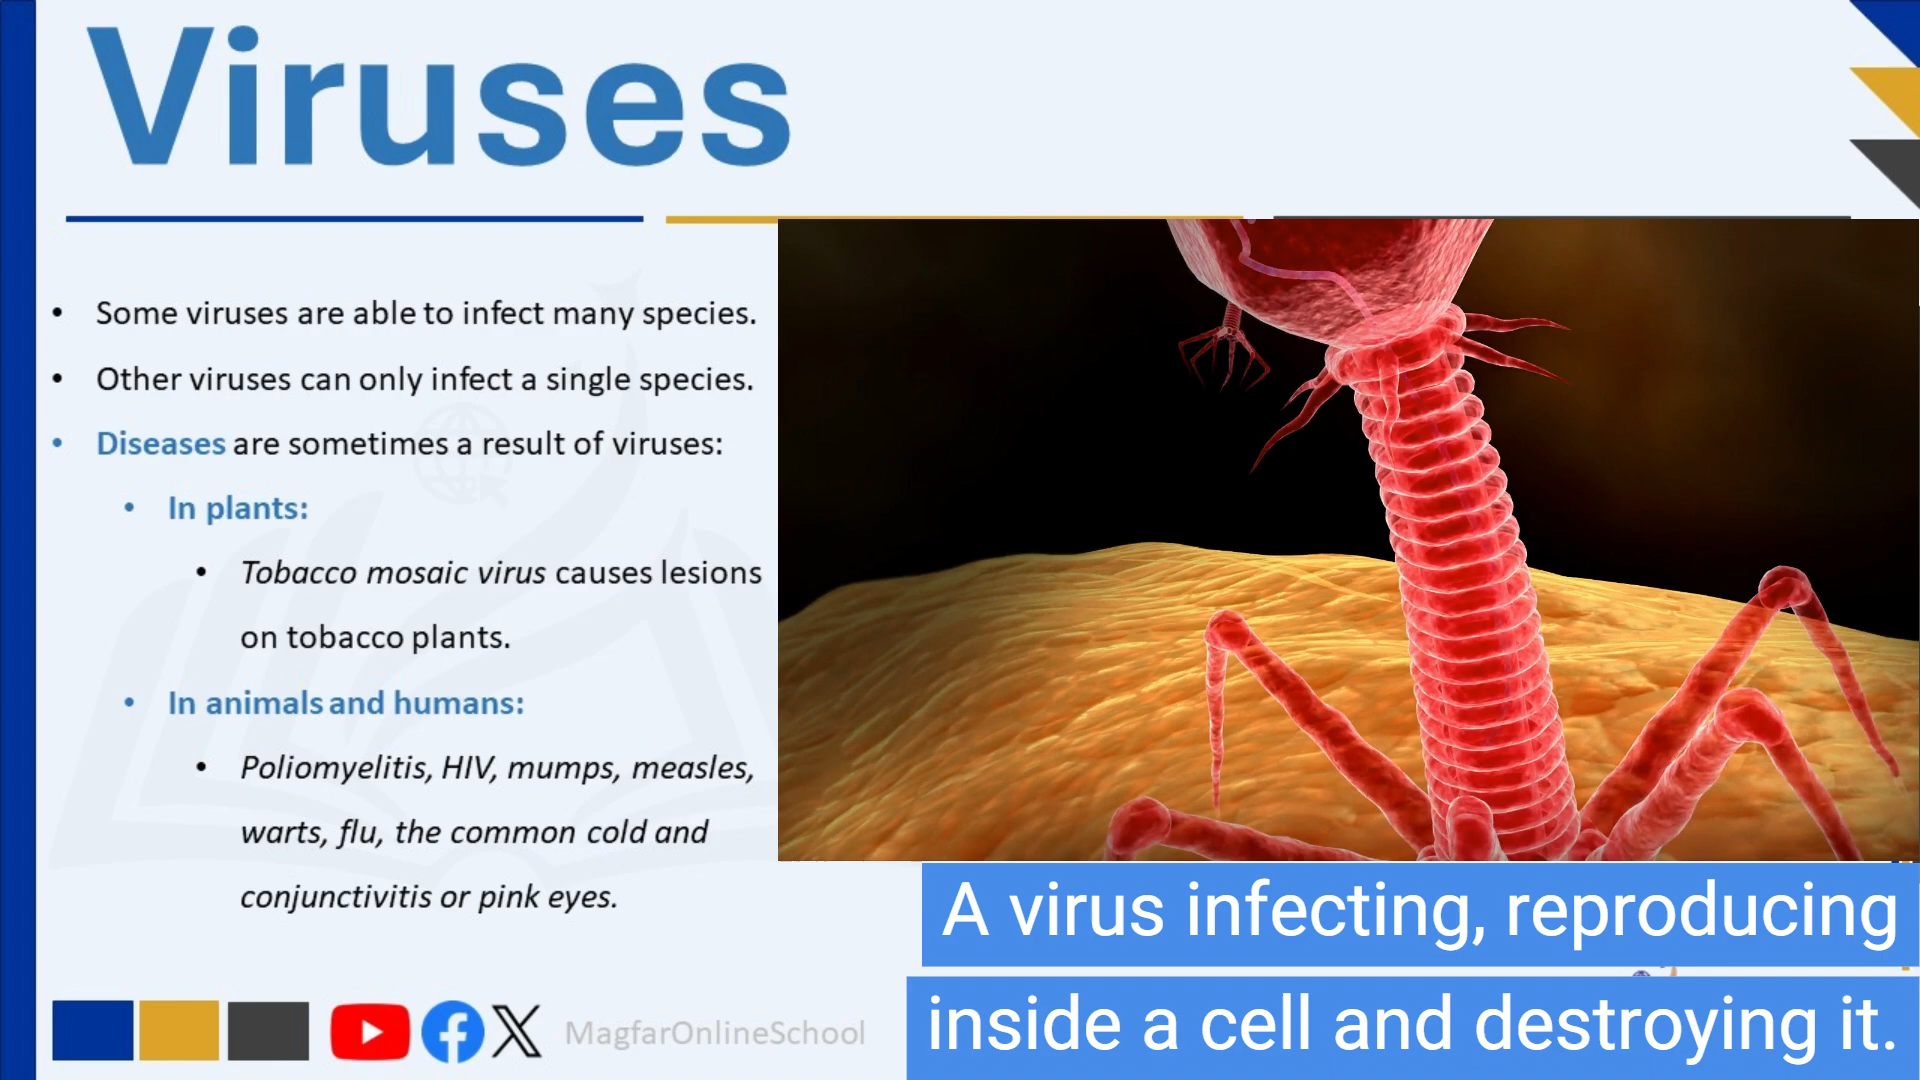 Viruses
• Some viruses are able to infect many species.
• Other viruses can only infect a single species.
• Diseases are sometimes a result of viruses:
• In plants:
• Tobacco mosaic virus causes lesions
on tobacco plants.
• In animals and humans:
• Poliomyelitis, HIV, mumps, measles,
warts, flu, the common cold and
conjunctivitis or pink eyes.
A virus infecting, reproducing
inside a cell and destroying it.
MagfarOnlineSchool